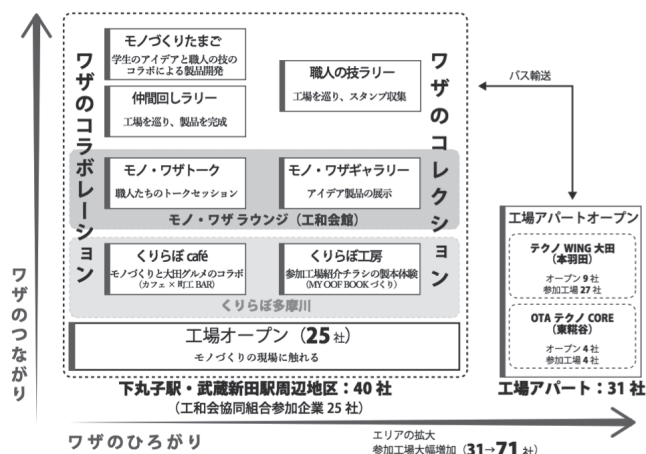 モノづくりたまご
学生のアイデアと職人の技の
コラボによる製品開発
仲間回しラリー
工場を巡り、製品を完成
職人の技ラリー
工場を巡り、スタンプ収集
ワザのコラボレーション
ワザのコレクション
モノ・ワザトーク
職人たちのトークセッション
モノ・ワザギャラリー
アイデア製品の展示
モノ・ワザ ラウンジ（工和会館）
くりらぼ café
モノづくりと大田グルメのコラボ
（カフェ × 町工 BAR）
くりらぼ工房
参加工場紹介チラシの製本体験
（MY OOF BOOK づくり）
くりらぼ多摩川
工場オープン（25 社）
モノづくりの現場に触れる
下丸子駅・武蔵新田駅周辺地区：40 社
（工和会協同組合参加企業 25 社）
バス輸送
工場アパートオープン
テクノ WING 大田
（本羽田）
オープン 9 社
参加工場 27 社
OTA テクノ CORE
（東糀谷）
オープン 4 社
参加工場 4 社
工場アパート：31 社
ワザのつながり
ワザのひろがり
エリアの拡大
参加工場大幅増加（31→71 社）